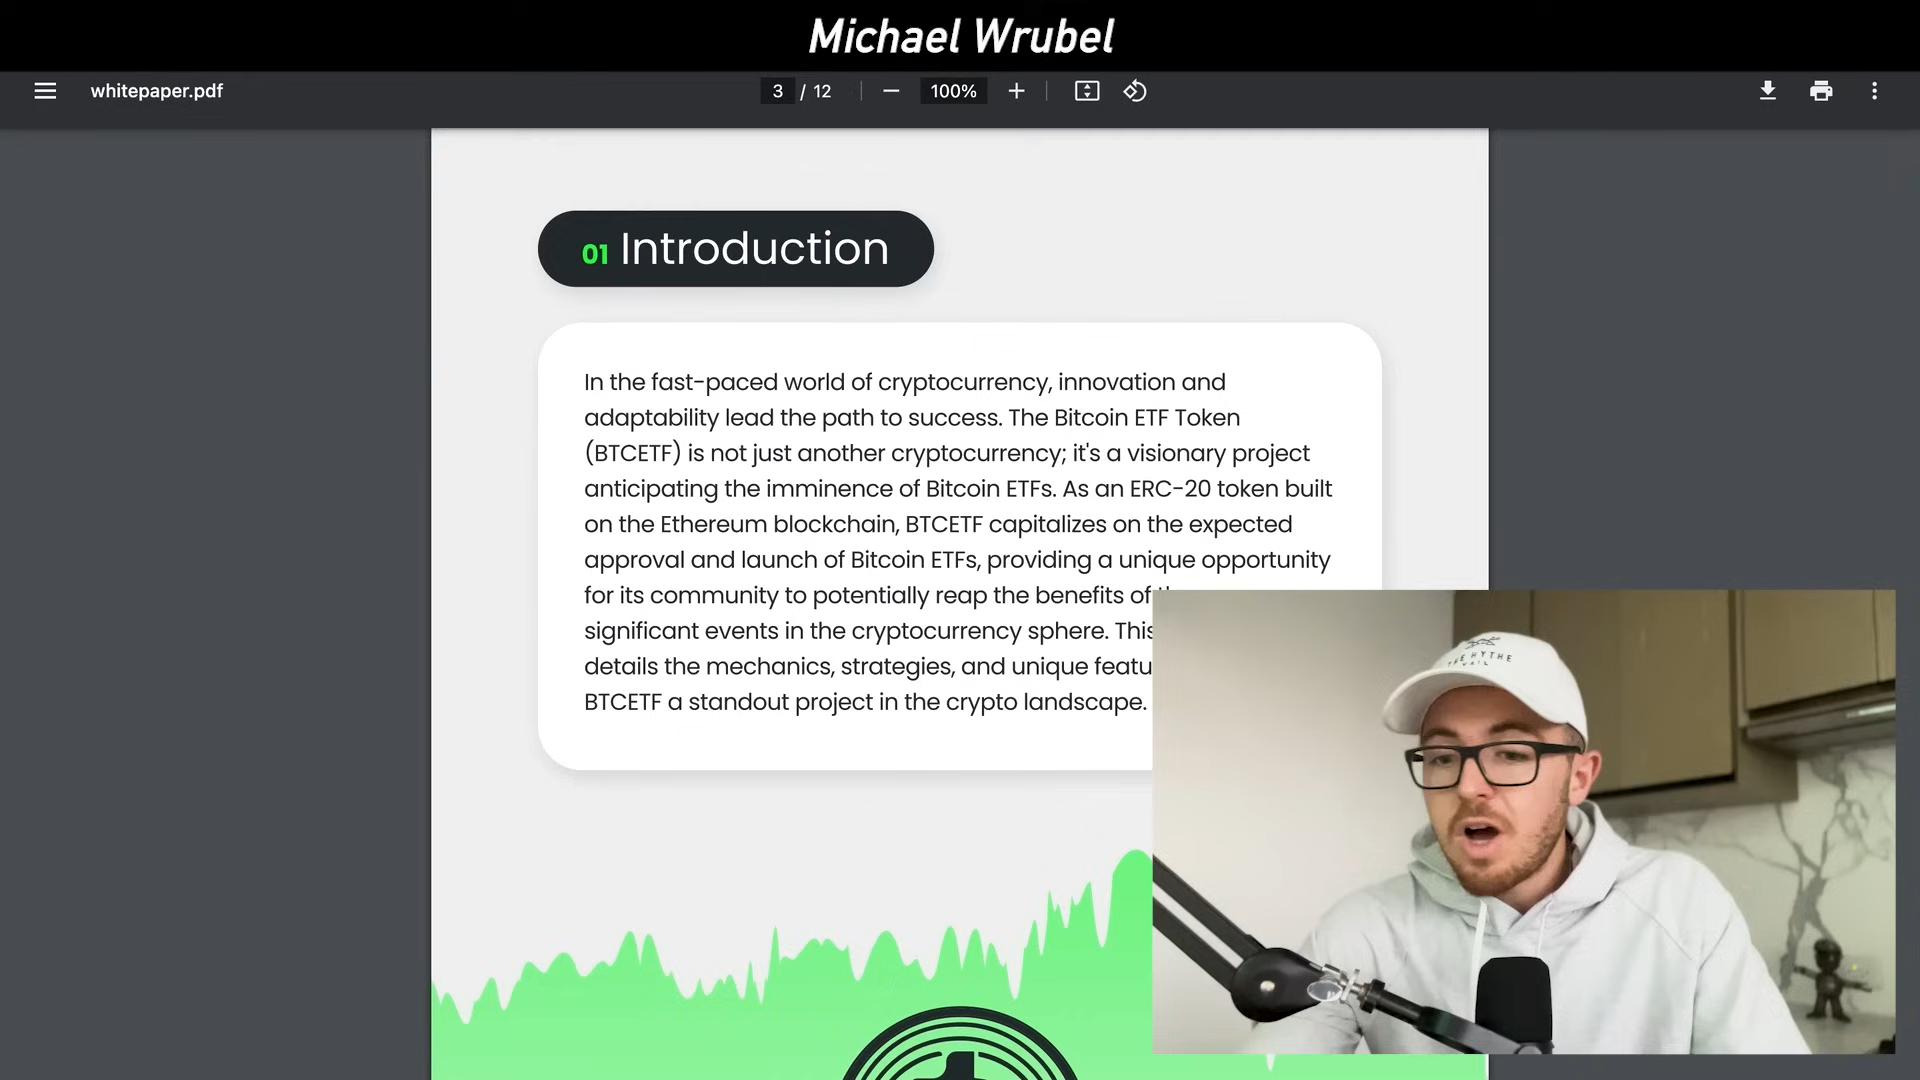 Michael Wrubel
whitepaper.pdf
3 / 12
100%
01 Introduction
In the fast-paced world of cryptocurrency, innovation and
adaptability lead the path to success. The Bitcoin ETF Token
(BTCETF) is not just another cryptocurrency; it's a visionary project
anticipating the imminence of Bitcoin ETFs. As an ERC-20 token built
on the Ethereum blockchain, BTCETF capitalizes on the expected
approval and launch of Bitcoin ETFs, providing a unique opportunity
for its community to potentially reap the benefits of
significant events in the cryptocurrency sphere. This
details the mechanics, strategies, and unique featu
BTCETF a standout project in the crypto landscape.
THE HYTHE
VAIL